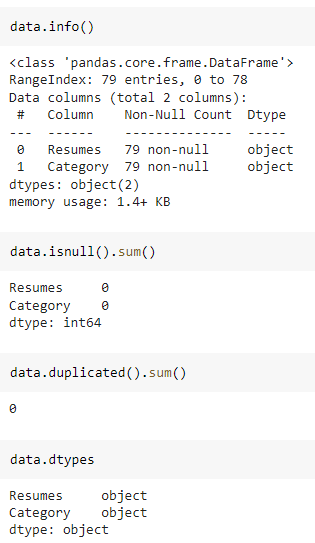 data.info()
<class 'pandas.core.frame.DataFrame'>
RangeIndex: 79 entries, 0 to 78
Data columns (total 2 columns):
 #   Column    Non-Null Count  Dtype
---  ------    --------------  -----
 0   Resumes   79 non-null     object
 1   Category  79 non-null     object
dtypes: object(2)
memory usage: 1.4+ KB
data.isnull().sum()
Resumes     0
Category    0
dtype: int64
data.duplicated().sum()
0
data.dtypes
Resumes     object
Category    object
dtype: object